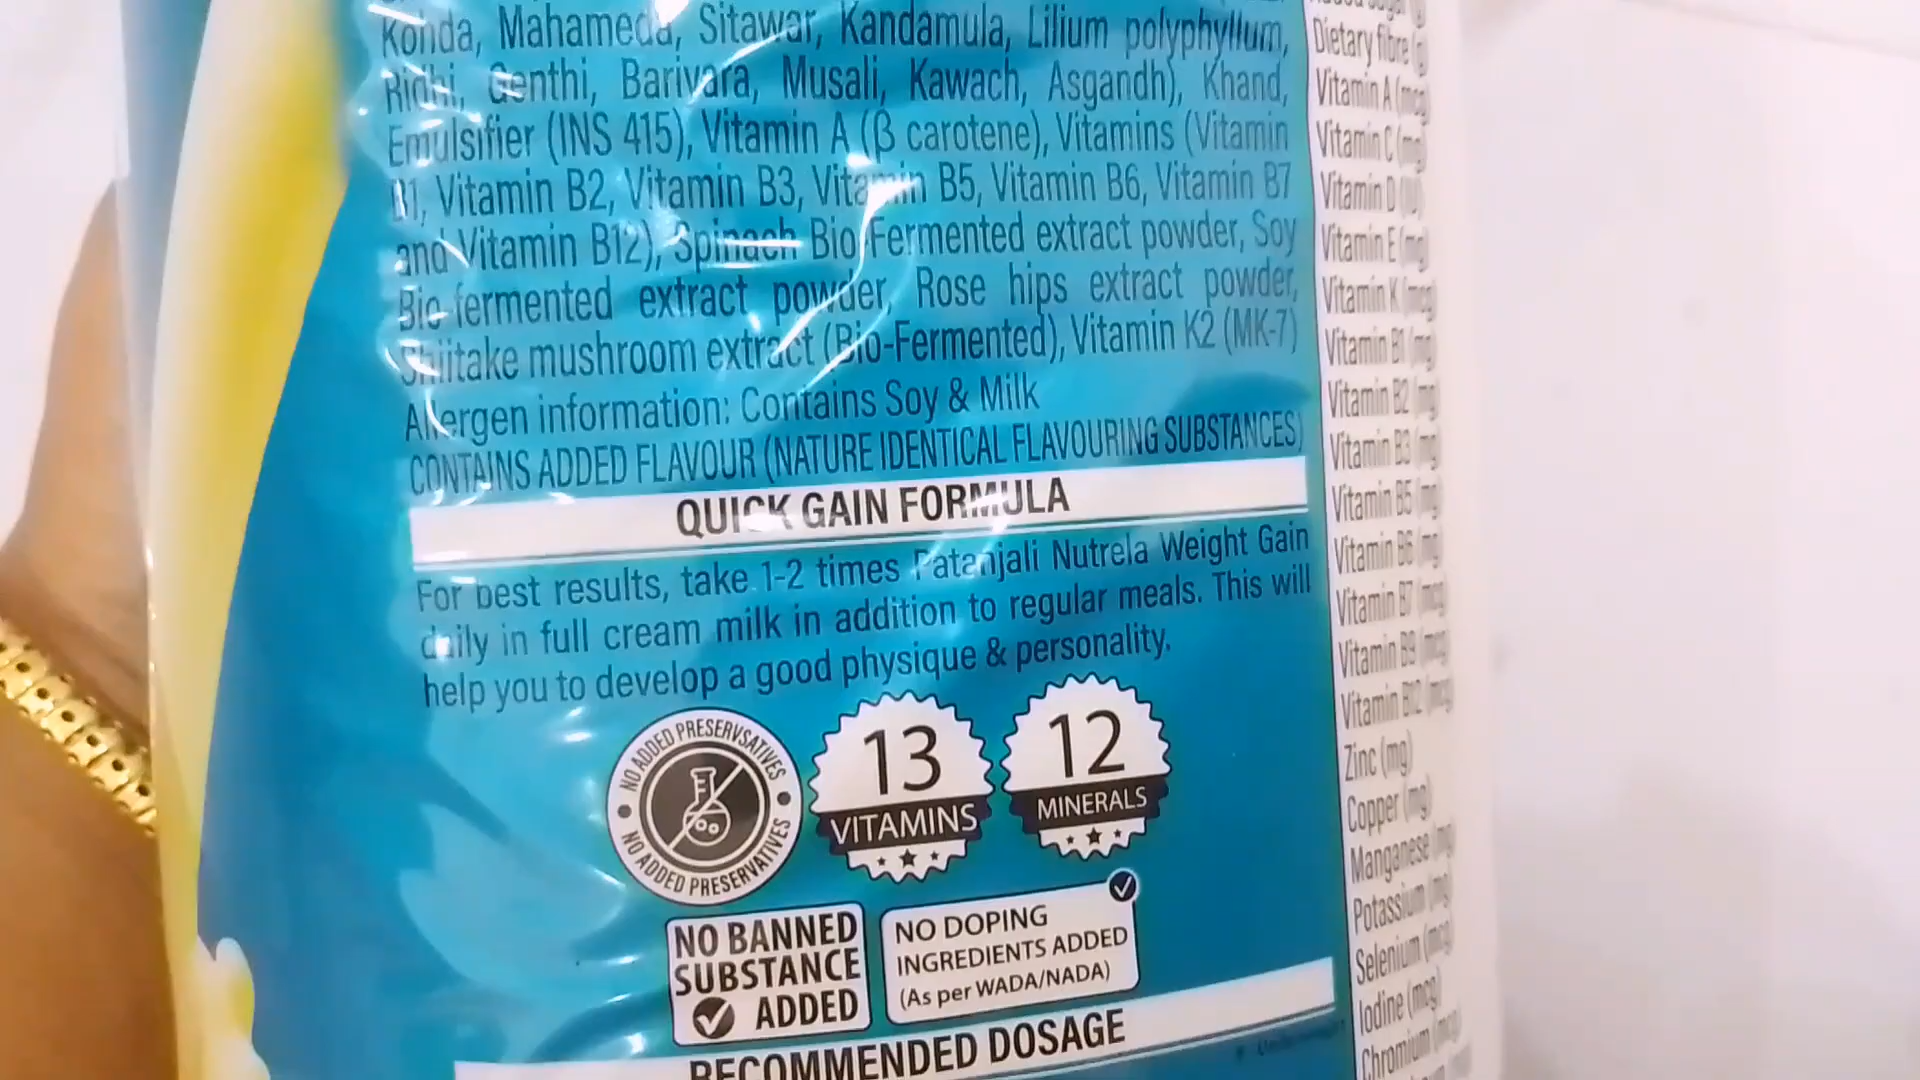 Konda, Mahameda, Sitawar, Kandamula, Lilium polyphyllum,
Ridhi, Genthi, Barivara, Musali, Kawach, Asgandh), Khand,
Emulsifier (INS 415), Vitamin A (β carotene), Vitamins (Vitamin
B1, Vitamin B2, Vitamin B3, Vitamin B5, Vitamin B6, Vitamin B7
and Vitamin B12), Spinach Bio Fermented extract powder, Soy
Bio-fermented extract powder, Rose hips extract powder,
Shiitake mushroom extract (Bio-Fermented), Vitamin K2 (MK-7)
Allergen information: Contains Soy & Milk
CONTAINS ADDED FLAVOUR (NATURE IDENTICAL FLAVOURING SUBSTANCES)
QUICK GAIN FORMULA
For best results, take 1-2 times Patanjali Nutrela Weight Gain
daily in full cream milk in addition to regular meals. This will
help you to develop a good physique & personality.
NO ADDED PRESERVSATIVES
NO ADDED PRESERVATIVES
13
VITAMINS
12
MINERALS
NO BANNED
SUBSTANCE
ADDED
NO DOPING
INGREDIENTS ADDED
(As per WADA/NADA)
RECOMMENDED DOSAGE
Dietary fibre (g)
Vitamin A (mcg)
Vitamin C (mg)
Vitamin D (IU)
Vitamin E (mg)
Vitamin K (mcg)
Vitamin B1 (mg)
Vitamin B2 (mg)
Vitamin B3 (mg)
Vitamin B5 (mg)
Vitamin B6 (mg)
Vitamin B7 (mcg)
Vitamin B9 (mcg)
Vitamin B12 (mcg)
Zinc (mg)
Copper (mg)
Manganese (mg)
Potassium (mg)
Selenium (mcg)
Iodine (mcg)
Chromium (mcg)